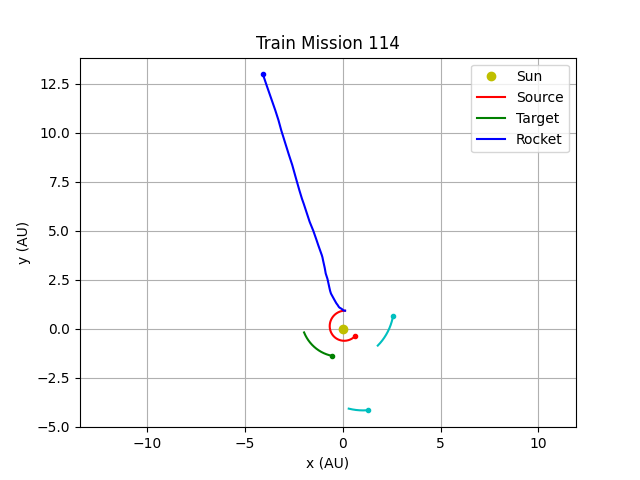 Train Mission 114
Sun
Source
Target
Rocket
12.5
10.0
7.5
5.0
2.5
0.0
−2.5
−5.0
y (AU)
−10
−5
0
5
10
x (AU)